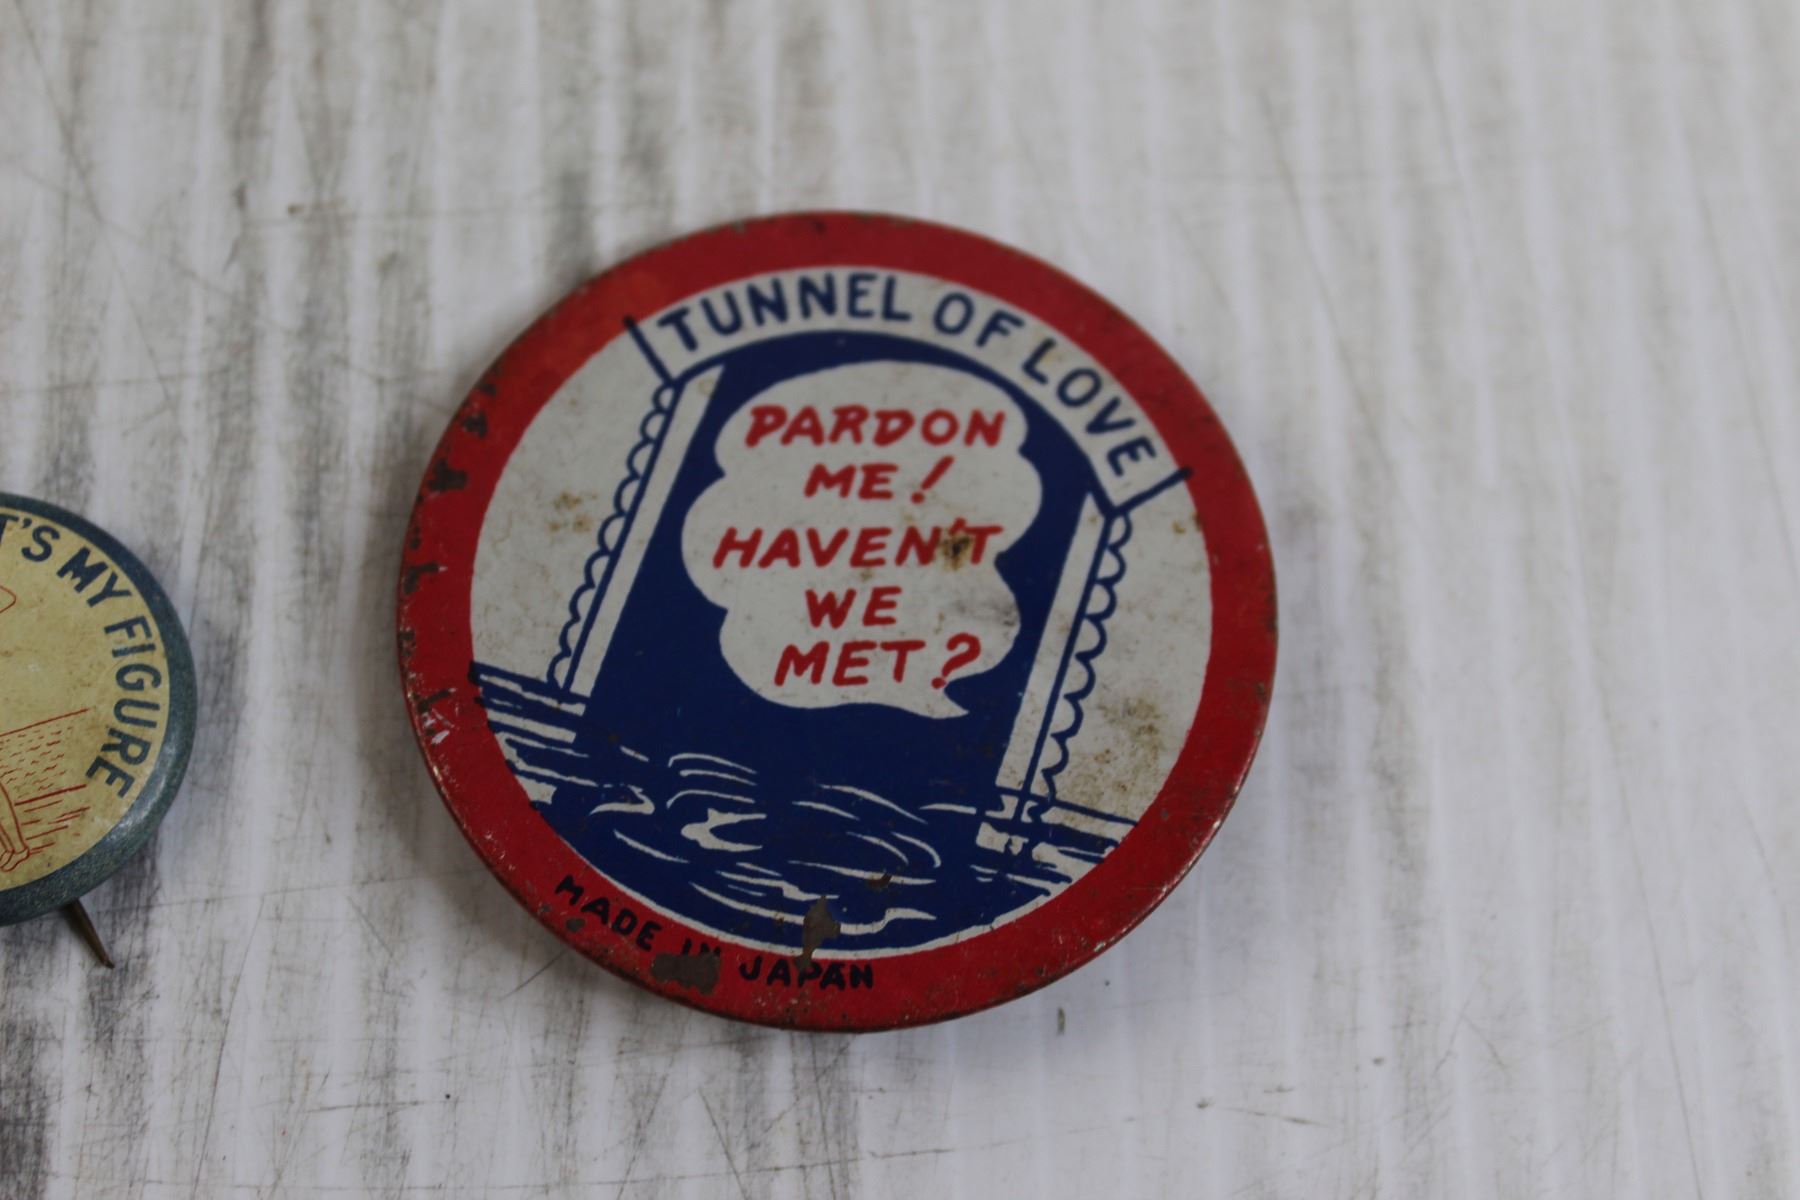 TUNNEL OF LOVE
PARDON
ME!
HAVEN'T
WE
MET?
MADE IN JAPAN
T'S MY FIGURE